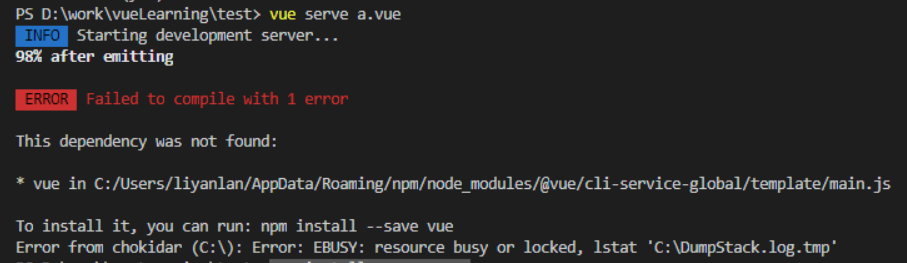 PS D:\work\vueLearning\test> vue serve a.vue
INFO Starting development server...
98% after emitting
ERROR Failed to compile with 1 error
This dependency was not found:
* vue in C:/Users/liyanlan/AppData/Roaming/npm/node_modules/@vue/cli-service-global/template/main.js
To install it, you can run: npm install --save vue
Error from chokidar (C:\): Error: EBUSY: resource busy or locked, lstat 'C:\DumpStack.log.tmp'